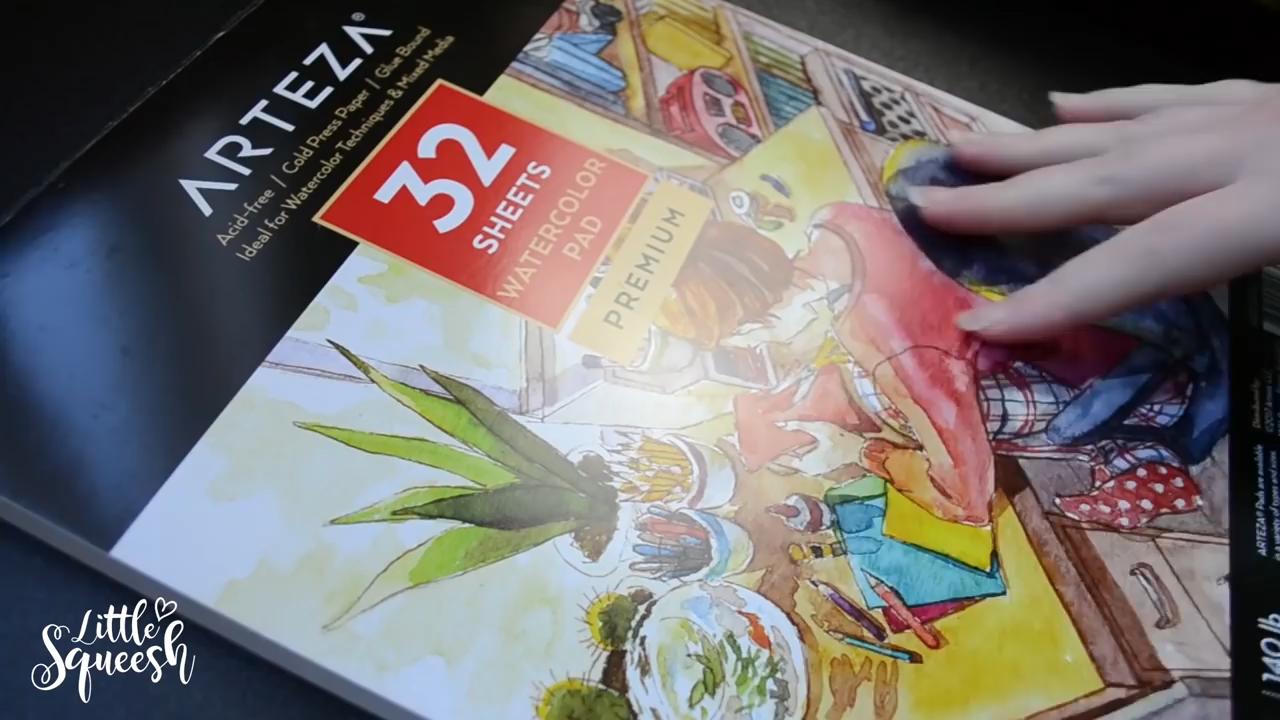 ARTEZA®
Acid-free / Cold Press Paper / Glue Bound
Ideal for Watercolor Techniques & Mixed Media
32
SHEETS
WATERCOLOR
PAD
PREMIUM
ARTEZA® Pads are available
140 lb
Little
Squeesh